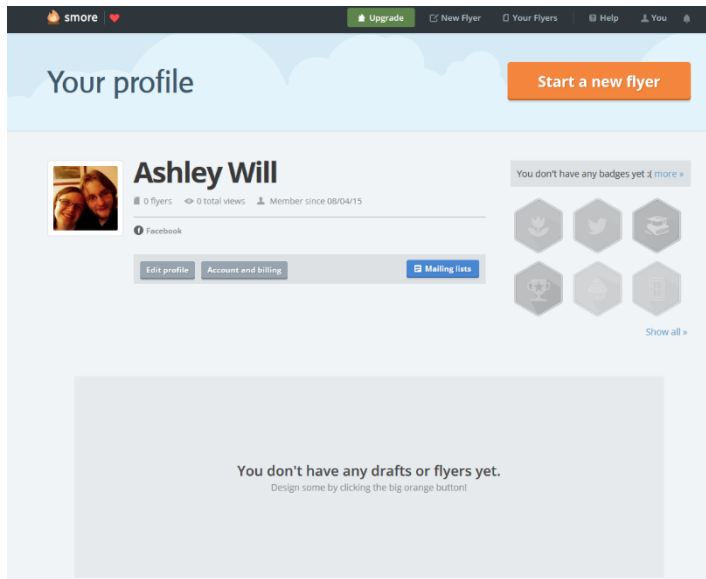 smore
Upgrade
New Flyer
Your Flyers
Help
You
Your profile
Start a new flyer
Ashley Will
0 flyers
0 total views
Member since 08/04/15
Facebook
Edit profile
Account and billing
Mailing lists
You don't have any badges yet :( more »
Show all »
You don't have any drafts or flyers yet.
Design some by clicking the big orange button!